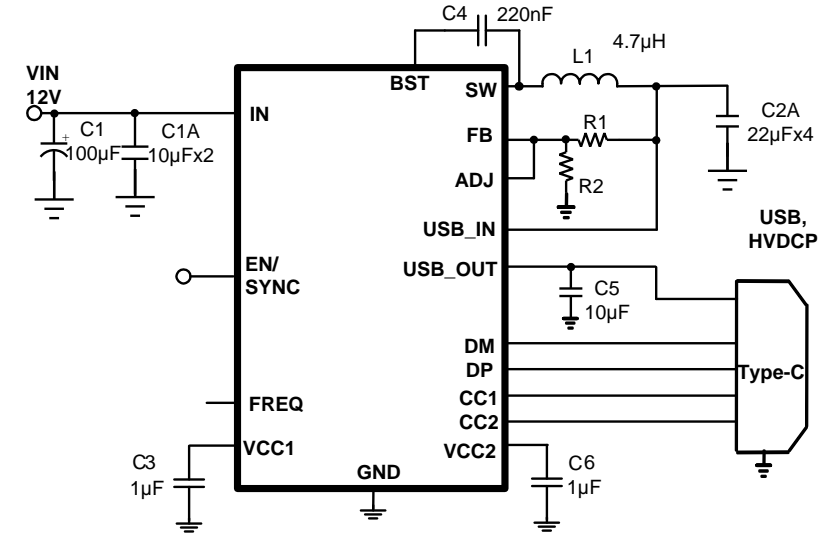 C4
220nF
4.7µH
L1
VIN
12V
BST
SW
C2A
22µFx4
IN
C1
100µF
+
C1A
10µFx2
FB
R1
R2
ADJ
USB_IN
USB,
HVDCP
EN/
SYNC
USB_OUT
C5
10µF
DM
DP
Type-C
CC1
CC2
FREQ
VCC1
VCC2
C3
1µF
GND
C6
1µF